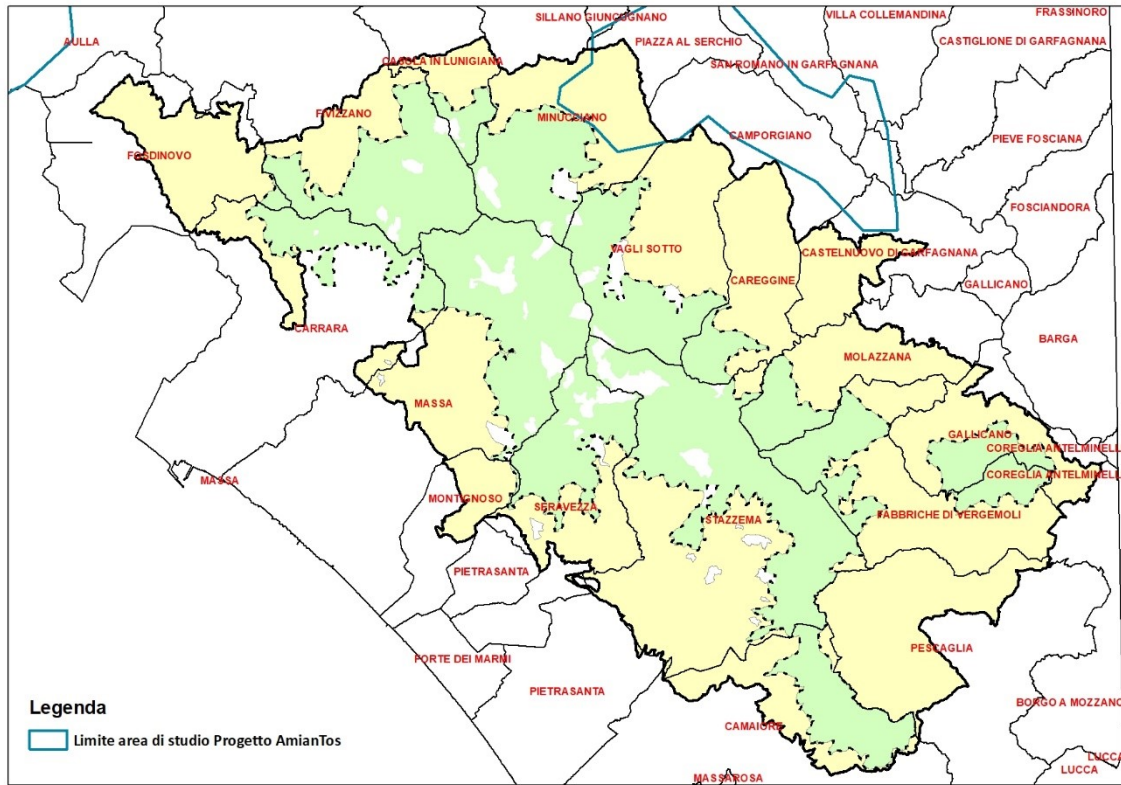 SILLANO GIUNCUGNANO
VILLA COLLEMANDINA
FRASSINORO
AULLA
PIAZZA AL SERCHIO
CASTIGLIONE DI GARFAGNANA
CASOLA IN LUNIGIANA
SAN ROMANO IN GARFAGNANA
FIVIZZANO
MINUCCIANO
CAMPORGIANO
PIEVE FOSCIANA
FOSDINOVO
FOSCIANDORA
VAGLI SOTTO
CASTELNUOVO DI GARFAGNANA
CAREGGINE
GALLICANO
CARRARA
BARGA
MOLAZZANA
MASSA
GALLICANO
COREGLIA ANTELMINELLI
COREGLIA ANTELMINELLI
MASSA
MONTIGNOSO
SERAVEZZA
STAZZEMA
FABBRICHE DI VERGEMOLI
PIETRASANTA
PESCAGLIA
FORTE DEI MARMI
PIETRASANTA
BORGO A MOZZANO
CAMAIORE
LUCCA
LUCCA
MASSAROSA
Legenda
Limite area di studio Progetto AmianTos